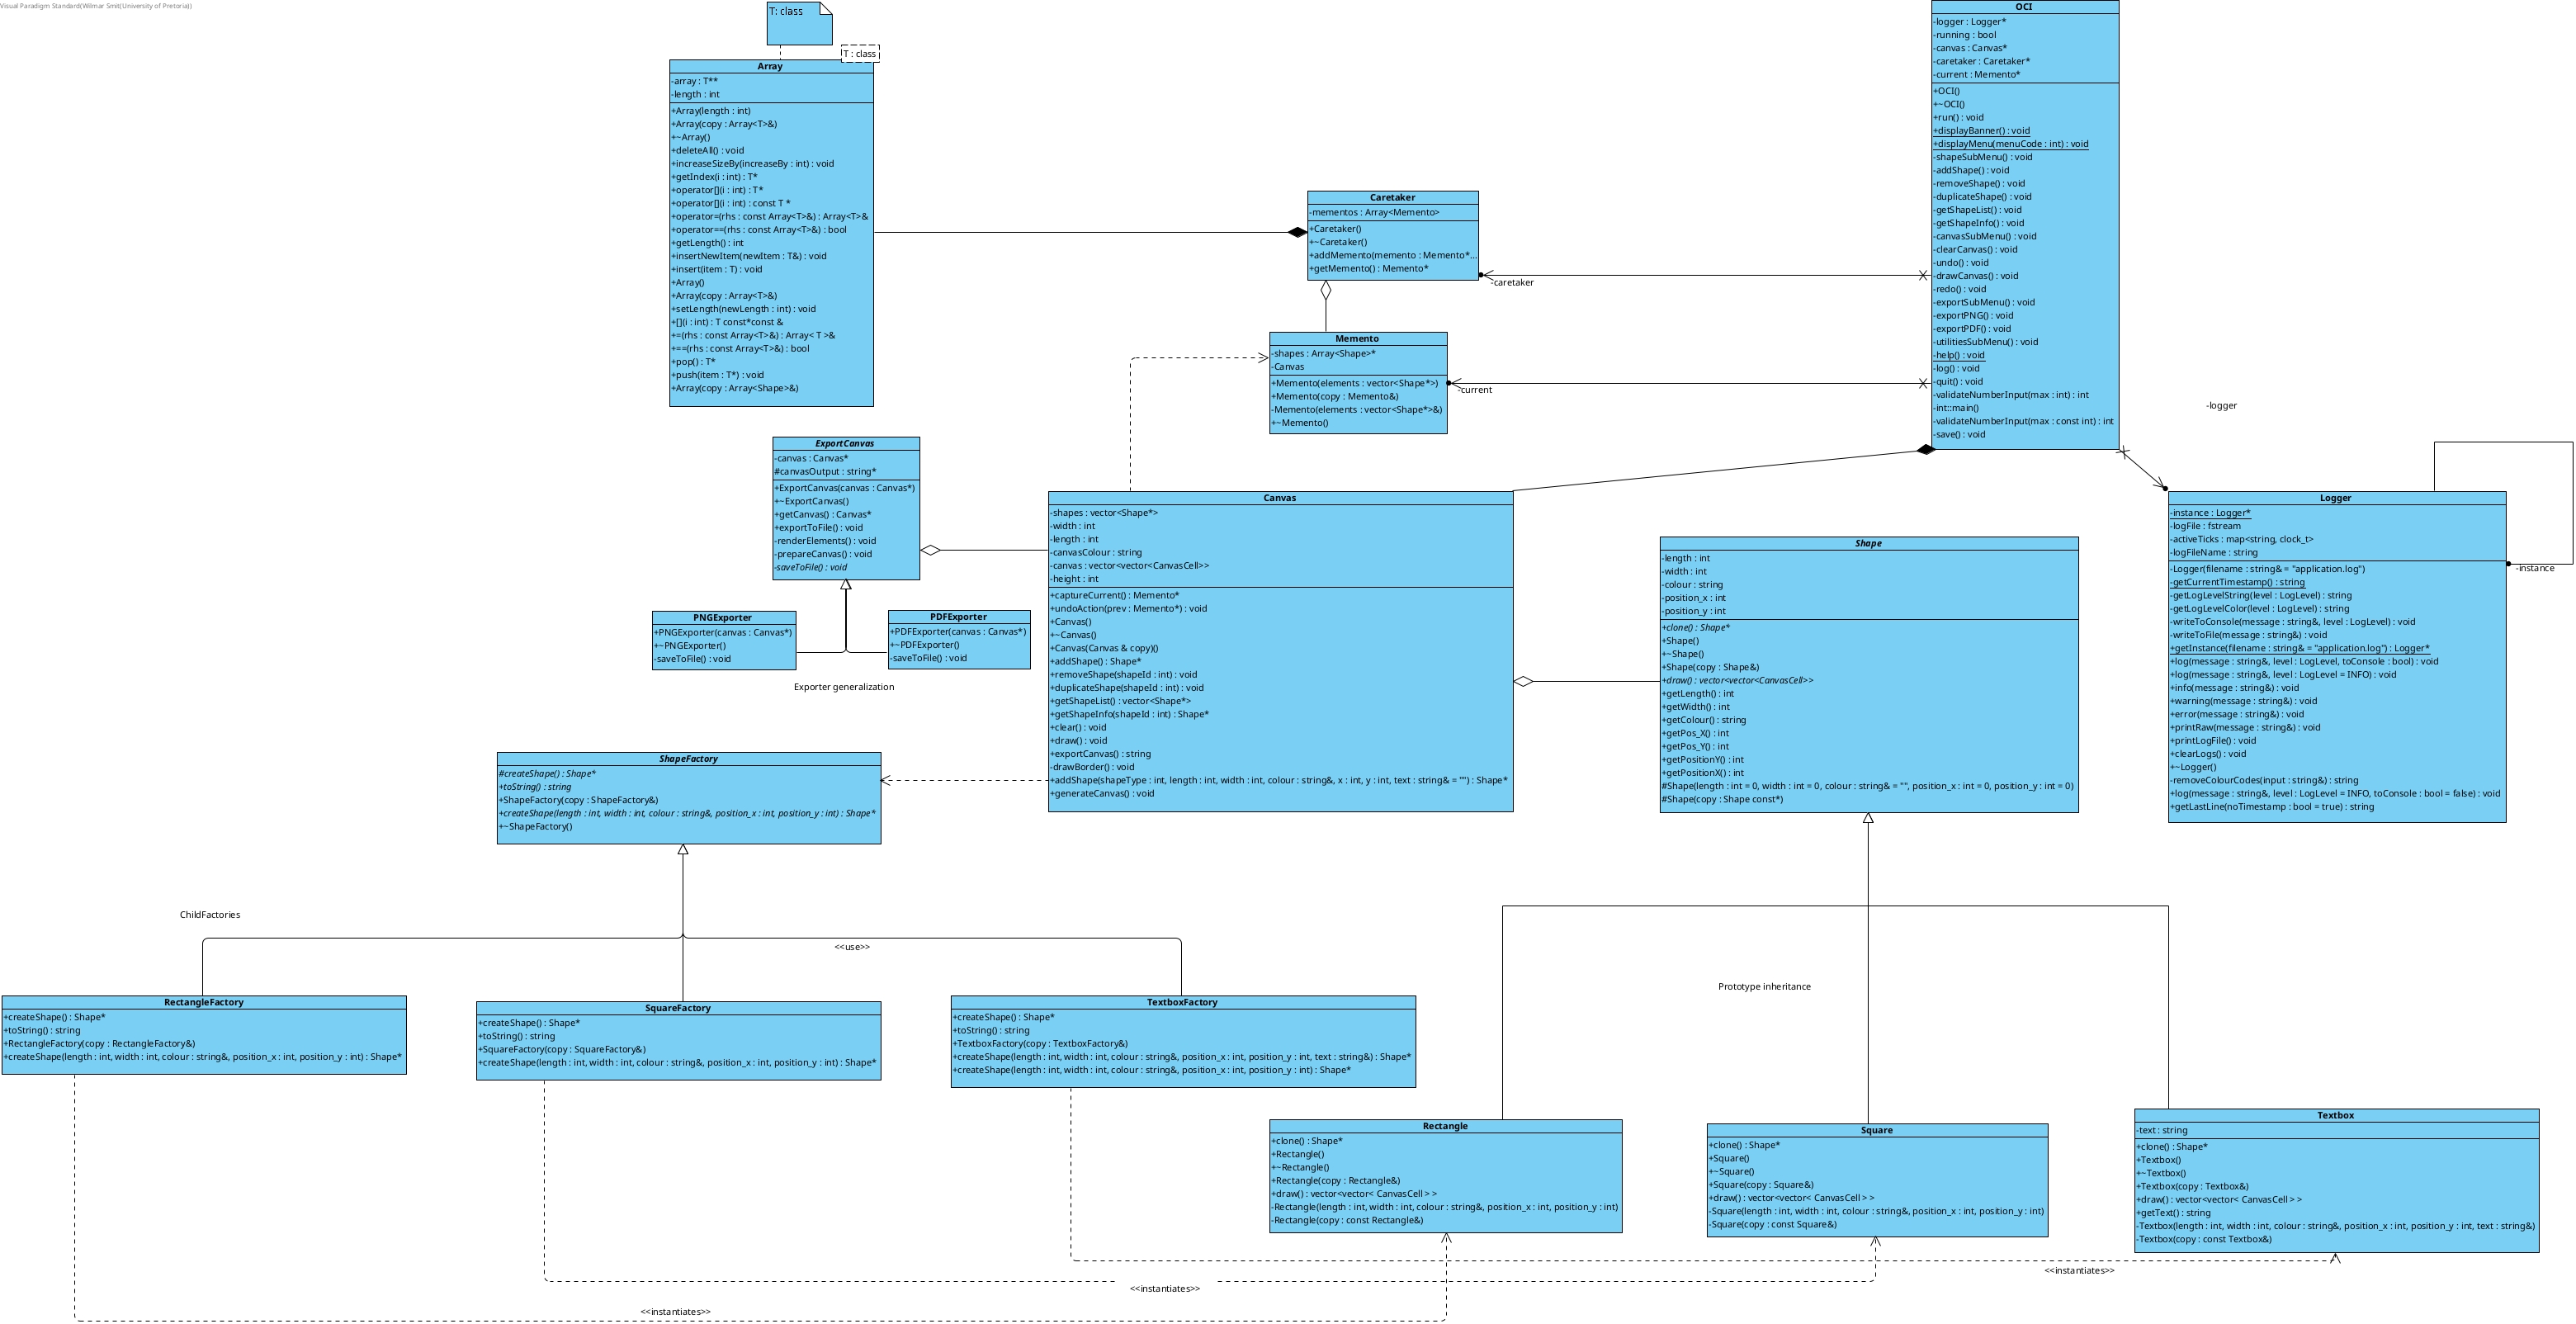 Visual Paradigm Standard(Wilmar Smit(University of Pretoria))
T: class
T : class
Array
-array : T**
-length : int
+Array(length : int)
+Array(copy : Array<T>&)
+~Array()
+deleteAll() : void
+increaseSizeBy(increaseBy : int) : void
+getIndex(i : int) : T*
+operator[](i : int) : T*
+operator[](i : int) : const T *
+operator=(rhs : const Array<T>&) : Array<T>&
+operator==(rhs : const Array<T>&) : bool
+getLength() : int
+insertNewItem(newItem : T&) : void
+insert(item : T) : void
+Array()
+Array(copy : Array<T>&)
+setLength(newLength : int) : void
+[](i : int) : T const*const &
+=(rhs : const Array<T>&) : Array< T >&
+==(rhs : const Array<T>&) : bool
+pop() : T*
+push(item : T*) : void
+Array(copy : Array<Shape>&)
Caretaker
-mementos : Array<Memento>
+Caretaker()
+~Caretaker()
+addMemento(memento : Memento*...
+getMemento() : Memento*
-caretaker
Memento
-shapes : Array<Shape>*
-Canvas
+Memento(elements : vector<Shape*>)
+Memento(copy : Memento&)
-Memento(elements : vector<Shape*>&)
+~Memento()
-current
OCI
-logger : Logger*
-running : bool
-canvas : Canvas*
-caretaker : Caretaker*
-current : Memento*
+OCI()
+~OCI()
+run() : void
+displayBanner() : void
+displayMenu(menuCode : int) : void
-shapeSubMenu() : void
-addShape() : void
-removeShape() : void
-duplicateShape() : void
-getShapeList() : void
-getShapeInfo() : void
-canvasSubMenu() : void
-clearCanvas() : void
-undo() : void
-drawCanvas() : void
-redo() : void
-exportSubMenu() : void
-exportPNG() : void
-exportPDF() : void
-utilitiesSubMenu() : void
-help() : void
-log() : void
-quit() : void
-validateNumberInput(max : int) : int
-int::main()
-validateNumberInput(max : const int) : int
-save() : void
-logger
ExportCanvas
-canvas : Canvas*
#canvasOutput : string*
+ExportCanvas(canvas : Canvas*)
+~ExportCanvas()
+getCanvas() : Canvas*
+exportToFile() : void
-renderElements() : void
-prepareCanvas() : void
-saveToFile() : void
PNGExporter
+PNGExporter(canvas : Canvas*)
+~PNGExporter()
-saveToFile() : void
PDFExporter
+PDFExporter(canvas : Canvas*)
+~PDFExporter()
-saveToFile() : void
Exporter generalization
Canvas
-shapes : vector<Shape*>
-width : int
-length : int
-canvasColour : string
-canvas : vector<vector<CanvasCell>>
-height : int
+captureCurrent() : Memento*
+undoAction(prev : Memento*) : void
+Canvas()
+~Canvas()
+Canvas(Canvas & copy)()
+addShape() : Shape*
+removeShape(shapeId : int) : void
+duplicateShape(shapeId : int) : void
+getShapeList() : vector<Shape*>
+getShapeInfo(shapeId : int) : Shape*
+clear() : void
+draw() : void
+exportCanvas() : string
-drawBorder() : void
+addShape(shapeType : int, length : int, width : int, colour : string&, x : int, y : int, text : string& = "") : Shape*
+generateCanvas() : void
Shape
-length : int
-width : int
-colour : string
-position_x : int
-position_y : int
+clone() : Shape*
+Shape()
+~Shape()
+Shape(copy : Shape&)
+draw() : vector<vector<CanvasCell>>
+getLength() : int
+getWidth() : int
+getColour() : string
+getPos_X() : int
+getPos_Y() : int
+getPositionY() : int
+getPositionX() : int
#Shape(length : int = 0, width : int = 0, colour : string& = "", position_x : int = 0, position_y : int = 0)
#Shape(copy : Shape const*)
Logger
-instance : Logger*
-logFile : fstream
-activeTicks : map<string, clock_t>
-logFileName : string
-Logger(filename : string& = "application.log")
-getCurrentTimestamp() : string
-getLogLevelString(level : LogLevel) : string
-getLogLevelColor(level : LogLevel) : string
-writeToConsole(message : string&, level : LogLevel) : void
-writeToFile(message : string&) : void
+getInstance(filename : string& = "application.log") : Logger*
+log(message : string&, level : LogLevel, toConsole : bool) : void
+log(message : string&, level : LogLevel = INFO) : void
+info(message : string&) : void
+warning(message : string&) : void
+error(message : string&) : void
+printRaw(message : string&) : void
+printLogFile() : void
+clearLogs() : void
+~Logger()
-removeColourCodes(input : string&) : string
+log(message : string&, level : LogLevel = INFO, toConsole : bool = false) : void
+getLastLine(noTimestamp : bool = true) : string
-instance
ShapeFactory
#createShape() : Shape*
+toString() : string
+ShapeFactory(copy : ShapeFactory&)
+createShape(length : int, width : int, colour : string&, position_x : int, position_y : int) : Shape*
+~ShapeFactory()
ChildFactories
<<use>>
RectangleFactory
+createShape() : Shape*
+toString() : string
+RectangleFactory(copy : RectangleFactory&)
+createShape(length : int, width : int, colour : string&, position_x : int, position_y : int) : Shape*
SquareFactory
+createShape() : Shape*
+toString() : string
+SquareFactory(copy : SquareFactory&)
+createShape(length : int, width : int, colour : string&, position_x : int, position_y : int) : Shape*
TextboxFactory
+createShape() : Shape*
+toString() : string
+TextboxFactory(copy : TextboxFactory&)
+createShape(length : int, width : int, colour : string&, position_x : int, position_y : int, text : string&) : Shape*
+createShape(length : int, width : int, colour : string&, position_x : int, position_y : int) : Shape*
Prototype inheritance
Rectangle
+clone() : Shape*
+Rectangle()
+~Rectangle()
+Rectangle(copy : Rectangle&)
+draw() : vector<vector< CanvasCell > >
-Rectangle(length : int, width : int, colour : string&, position_x : int, position_y : int)
-Rectangle(copy : const Rectangle&)
Square
+clone() : Shape*
+Square()
+~Square()
+Square(copy : Square&)
+draw() : vector<vector< CanvasCell > >
-Square(length : int, width : int, colour : string&, position_x : int, position_y : int)
-Square(copy : const Square&)
Textbox
-text : string
+clone() : Shape*
+Textbox()
+~Textbox()
+Textbox(copy : Textbox&)
+draw() : vector<vector< CanvasCell > >
+getText() : string
-Textbox(length : int, width : int, colour : string&, position_x : int, position_y : int, text : string&)
-Textbox(copy : const Textbox&)
<<instantiates>>
<<instantiates>>
<<instantiates>>